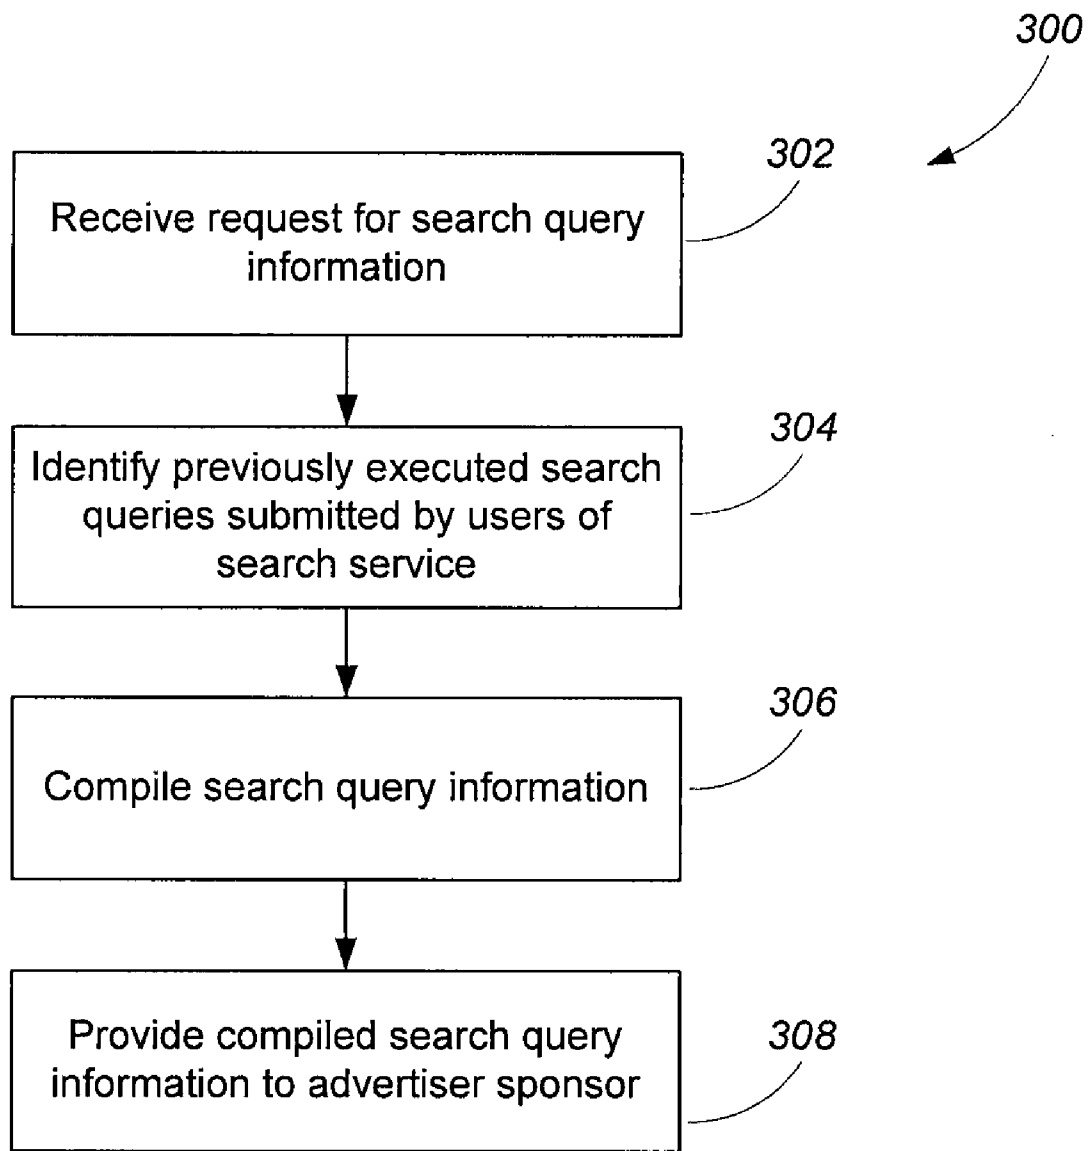 300
302
Receive request for search query
information
304
Identify previously executed search
queries submitted by users of
search service
306
Compile search query information
308
Provide compiled search query
information to advertiser sponsor